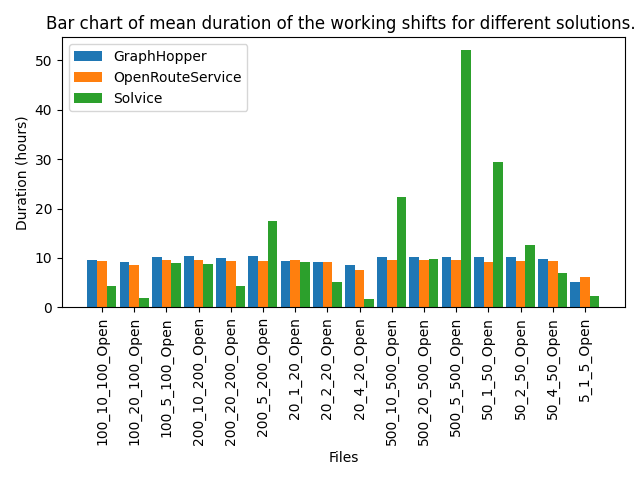 Bar chart of mean duration of the working shifts for different solutions.
GraphHopper
OpenRouteService
Solvice
Duration (hours)
50
40
30
20
10
0
100_10_100_Open
100_20_100_Open
100_5_100_Open
200_10_200_Open
200_20_200_Open
200_5_200_Open
20_1_20_Open
20_2_20_Open
20_4_20_Open
500_10_500_Open
500_20_500_Open
500_5_500_Open
50_1_50_Open
50_2_50_Open
50_4_50_Open
5_1_5_Open
Files